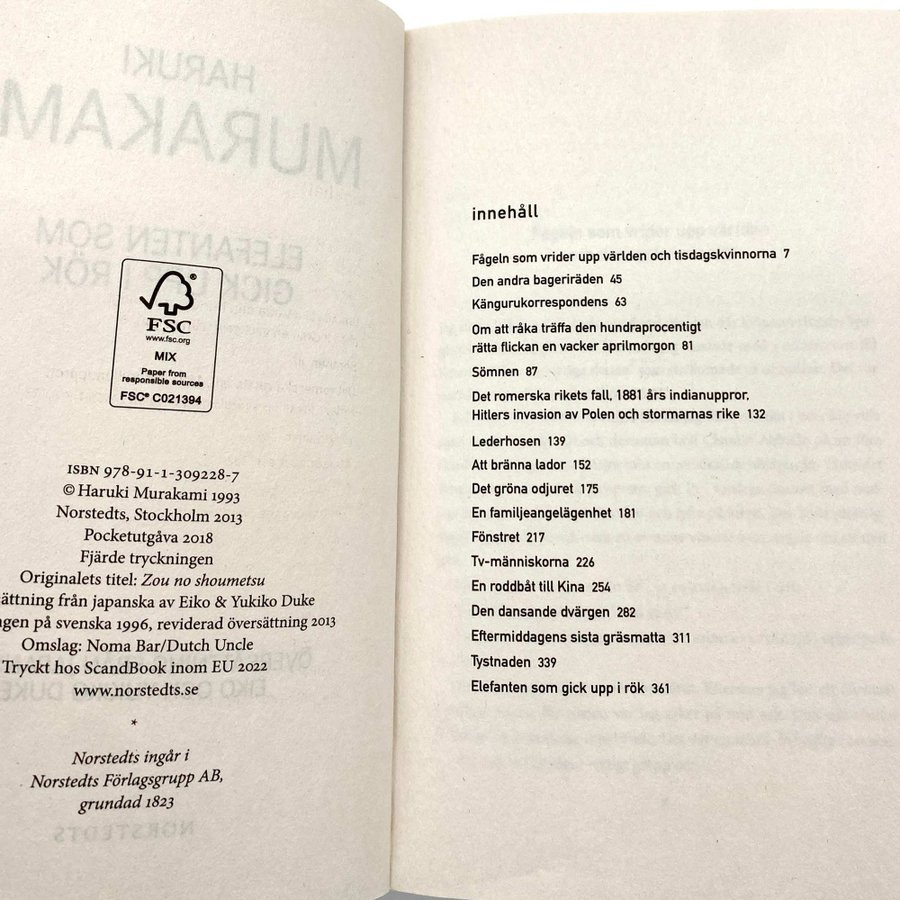 HARUKI
MURAKAM
ELEFANTEN SOM
GICK UPP I RÖK
FSC
www.fsc.org
MIX
Paper from
responsible sources
FSC® C021394
ISBN 978-91-1-309228-7
© Haruki Murakami 1993
Norstedts, Stockholm 2013
Pocketutgåva 2018
Fjärde tryckningen
Originalets titel: Zou no shoumetsu
sättning från japanska av Eiko & Yukiko Duke
gen på svenska 1996, reviderad översättning 2013
Omslag: Noma Bar/Dutch Uncle
Tryckt hos ScandBook inom EU 2022
www.norstedts.se
*
Norstedts ingår i
Norstedts Förlagsgrupp AB,
grundad 1823
NORSTEDTS
innehåll
Fågeln som vrider upp världen och tisdagskvinnorna 7
Den andra bageriräden 45
Kängurukorrespondens 63
Om att råka träffa den hundraprocentigt
rätta flickan en vacker aprilmorgon 81
Sömnen 87
Det romerska rikets fall, 1881 års indianuppror,
Hitlers invasion av Polen och stormarnas rike 132
Lederhosen 139
Att bränna lador 152
Det gröna odjuret 175
En familjeangelägenhet 181
Fönstret 217
Tv-människorna 226
En roddbåt till Kina 254
Den dansande dvärgen 282
Eftermiddagens sista gräsmatta 311
Tystnaden 339
Elefanten som gick upp i rök 361